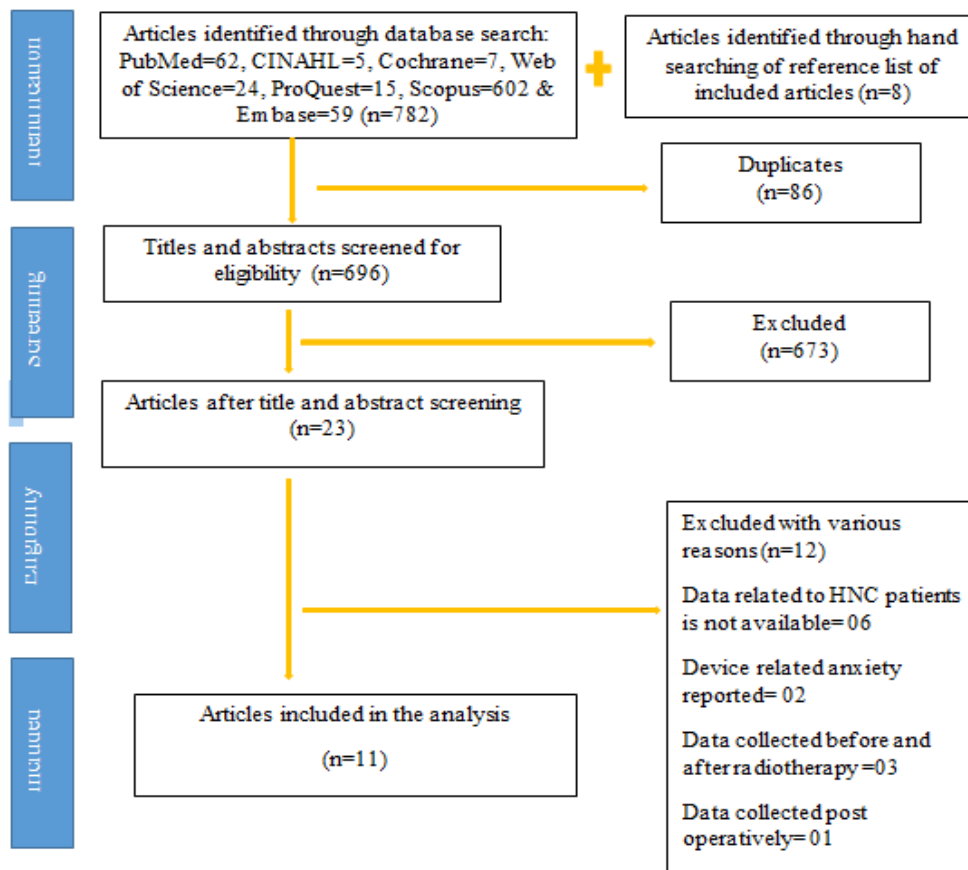 Identification
Articles identified through database search:
PubMed=62, CINAHL=5, Cochrane=7, Web
of Science=24, ProQuest=15, Scopus=602 &
Embase=59 (n=782)
Articles identified through hand
searching of reference list of
included articles (n=8)
Duplicates
(n=86)
Screening
Titles and abstracts screened for
eligibility (n=696)
Excluded
(n=673)
Articles after title and abstract screening
(n=23)
Eligibility
Excluded with various
reasons(n=12)
Data related to HNC patients
is not available= 06
Device related anxiety
reported= 02
Data collected before and
after radiotherapy =03
Data collected post
operatively= 01
Included
Articles included in the analysis
(n=11)